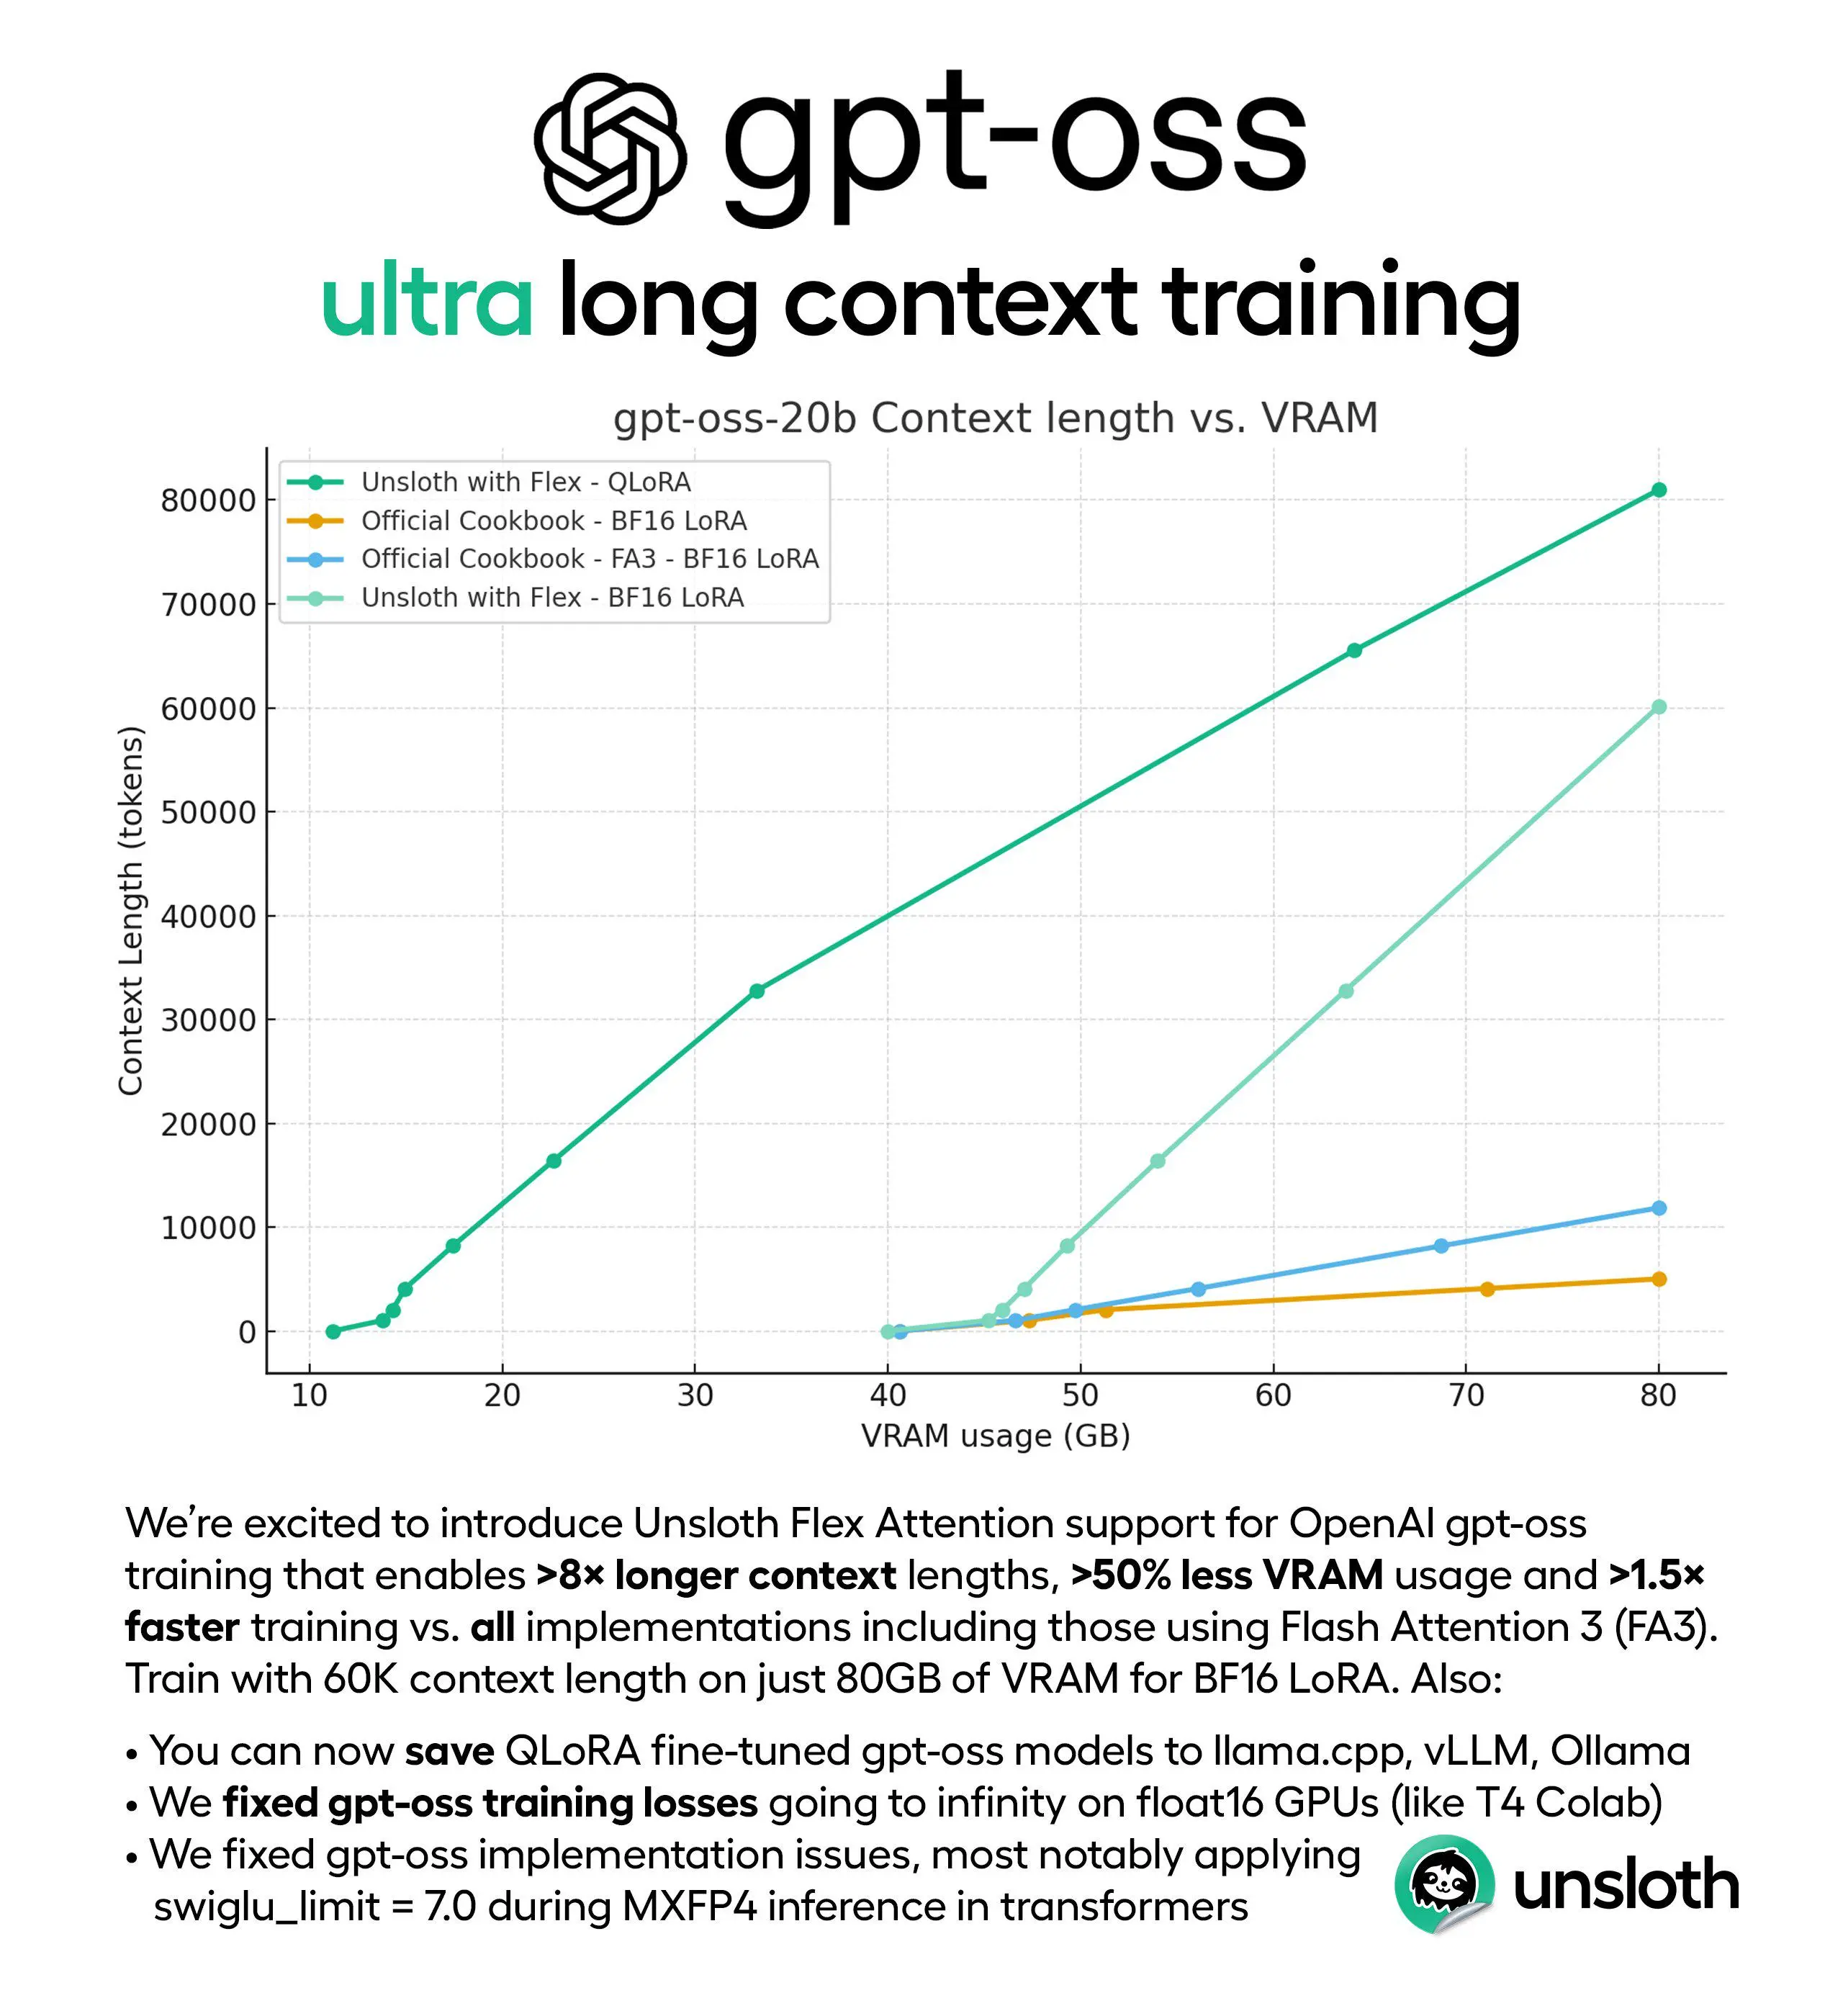 gpt-oss
ultra long context training
gpt-oss-20b Context length vs. VRAM
Unsloth with Flex - QLoRA
Official Cookbook - BF16 LoRA
Official Cookbook - FA3 - BF16 LoRA
Unsloth with Flex - BF16 LoRA
Context Length (tokens)
80000
70000
60000
50000
40000
30000
20000
10000
0
10 20 30 40 50 60 70 80
VRAM usage (GB)
We’re excited to introduce Unsloth Flex Attention support for OpenAI gpt-oss
training that enables >8× longer context lengths, >50% less VRAM usage and >1.5×
faster training vs. all implementations including those using Flash Attention 3 (FA3).
Train with 60K context length on just 80GB of VRAM for BF16 LoRA. Also:
• You can now save QLoRA fine-tuned gpt-oss models to llama.cpp, vLLM, Ollama
• We fixed gpt-oss training losses going to infinity on float16 GPUs (like T4 Colab)
• We fixed gpt-oss implementation issues, most notably applying
swiglu_limit = 7.0 during MXFP4 inference in transformers
unsloth